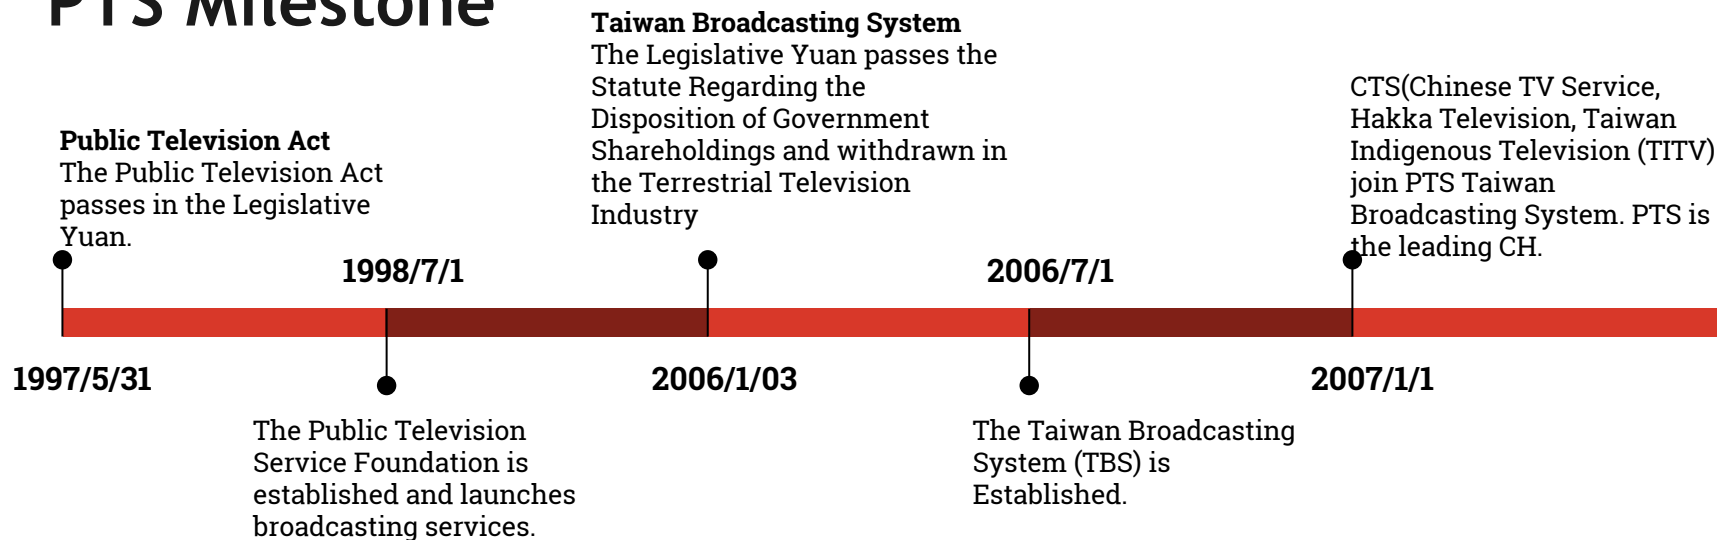 PTS Milestone
Public Television Act
The Public Television Act
passes in the Legislative
Yuan.
1997/5/31
1998/7/1
The Public Television
Service Foundation is
established and launches
broadcasting services.
Taiwan Broadcasting System
The Legislative Yuan passes the
Statute Regarding the
Disposition of Government
Shareholdings and withdrawn in
the Terrestrial Television
Industry
2006/1/03
2006/7/1
The Taiwan Broadcasting
System (TBS) is
Established.
CTS(Chinese TV Service,
Hakka Television, Taiwan
Indigenous Television (TITV)
join PTS Taiwan
Broadcasting System. PTS is
the leading CH.
2007/1/1